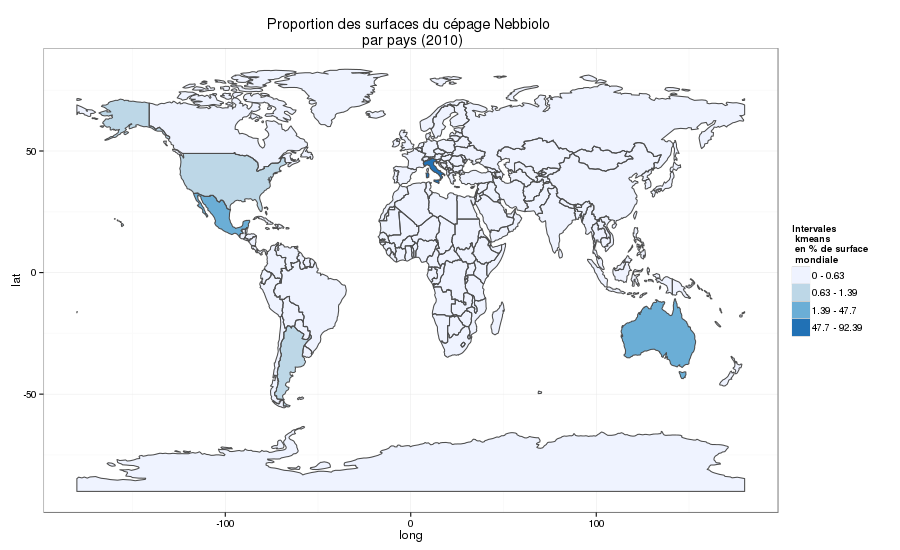 Proportion des surfaces du cépage Nebbiolo
par pays (2010)
50
0
-50
lat
-100
0
100
long
Intervales
kmeans
en % de surface
mondiale
0 - 0.63
0.63 - 1.39
1.39 - 47.7
47.7 - 92.39